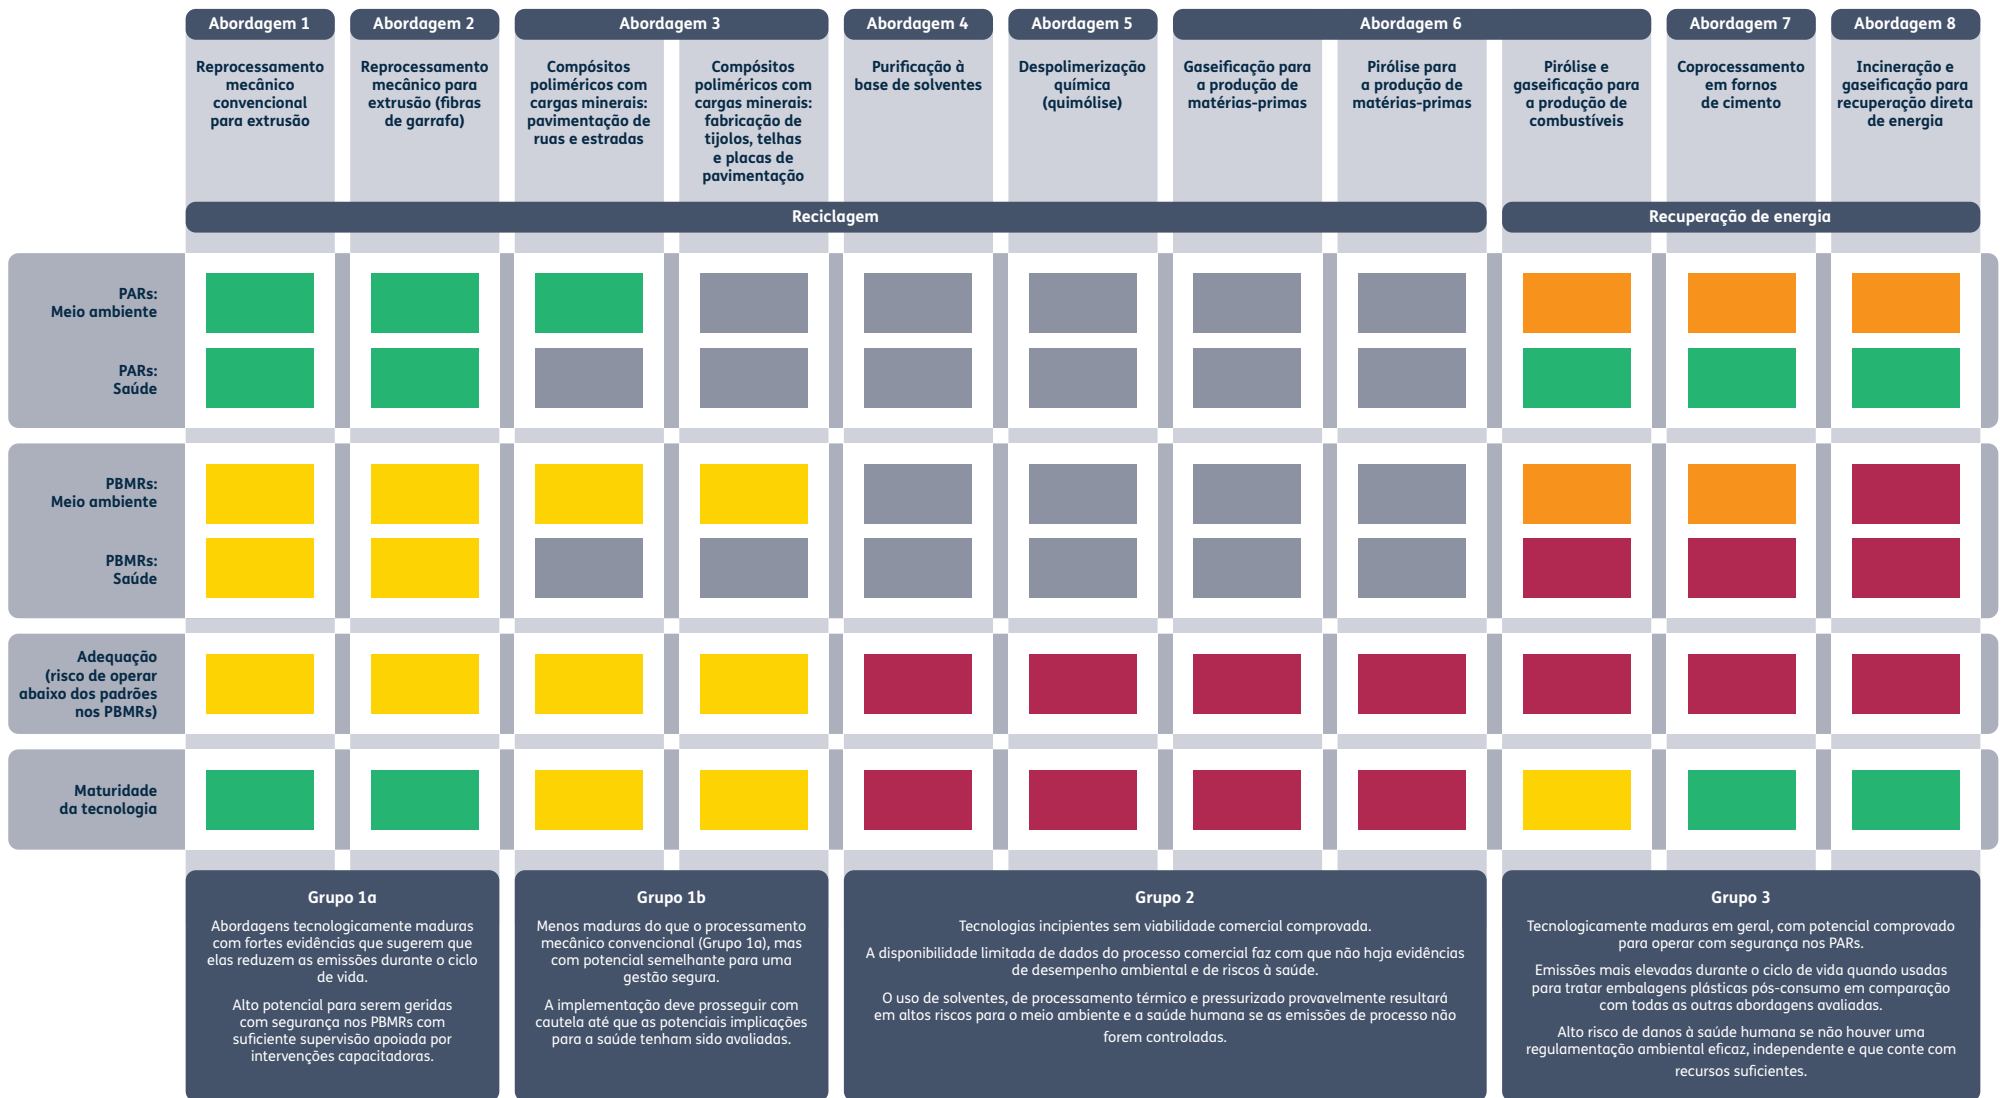 Abordagem 1
Abordagem 2
Abordagem 3
Abordagem 4
Abordagem 5
Abordagem 6
Abordagem 7
Abordagem 8
Reprocessamento
mecânico
convencional
para extrusão
Reprocessamento
mecânico para
extrusão (fibras
de garrafa)
Compósitos
poliméricos com
cargas minerais:
pavimentação de
ruas e estradas
Compósitos
poliméricos com
cargas minerais:
fabricação de
tijolos, telhas
e placas de
pavimentação
Purificação à
base de solventes
Despolimerização
química
(quimólise)
Gaseificação para
a produção de
matérias-primas
Pirólise para
a produção de
matérias-primas
Pirólise e
gaseificação para
a produção de
combustíveis
Coprocessamento
em fornos
de cimento
Incineração e
gaseificação para
recuperação direta
de energia
Reciclagem
Recuperação de energia
PARs:
Meio ambiente
PARs:
Saúde
PBMRs:
Meio ambiente
PBMRs:
Saúde
Adequação
(risco de operar
abaixo dos padrões
nos PBMRs)
Maturidade
da tecnologia
Grupo 1a
Abordagens tecnologicamente maduras
com fortes evidências que sugerem que
elas reduzem as emissões durante o ciclo
de vida.
Alto potencial para serem geridas
com segurança nos PBMRs com
suficiente supervisão apoiada por
intervenções capacitadoras.
Grupo 1b
Menos maduras do que o processamento
mecânico convencional (Grupo 1a), mas
com potencial semelhante para uma
gestão segura.
A implementação deve prosseguir com
cautela até que as potenciais implicações
para a saúde tenham sido avaliadas.
Grupo 2
Tecnologias incipientes sem viabilidade comercial comprovada.
A disponibilidade limitada de dados do processo comercial faz com que não haja evidências
de desempenho ambiental e de riscos à saúde.
O uso de solventes, de processamento térmico e pressurizado provavelmente resultará
em altos riscos para o meio ambiente e a saúde humana se as emissões de processo não
forem controladas.
Grupo 3
Tecnologicamente maduras em geral, com potencial comprovado
para operar com segurança nos PARs.
Emissões mais elevadas durante o ciclo de vida quando usadas
para tratar embalagens plásticas pós-consumo em comparação
com todas as outras abordagens avaliadas.
Alto risco de danos à saúde humana se não houver uma
regulamentação ambiental eficaz, independente e que conte com
recursos suficientes.